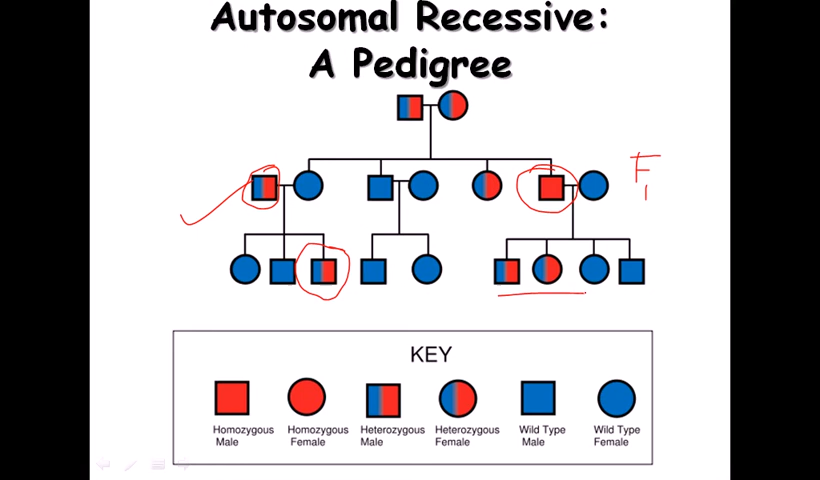 Autosomal Recessive:
A Pedigree
F1
KEY
Homozygous Homozygous Heterozygous Heterozygous Wild Type Wild Type
Male Female Male Female Male Female